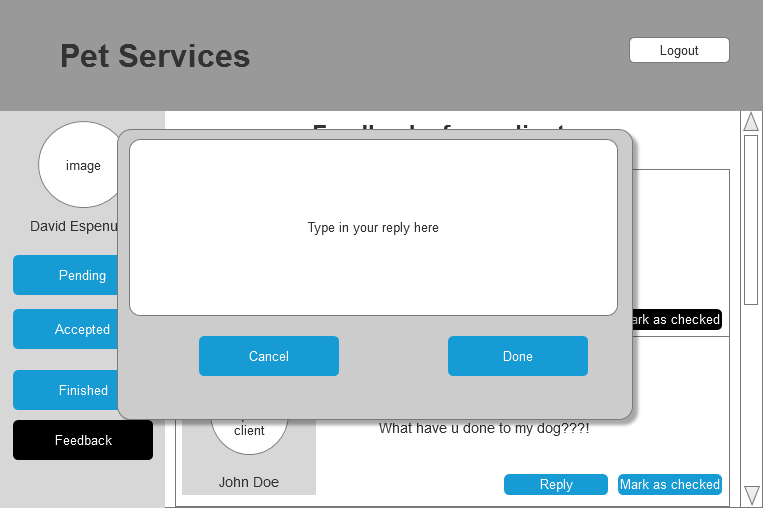 Pet Services
Logout
image
David Espenu
Type in your reply here
Pending
Accepted
ark as checked
Cancel
Done
Finished
client
What have u done to my dog???!
Feedback
John Doe
Reply
Mark as checked